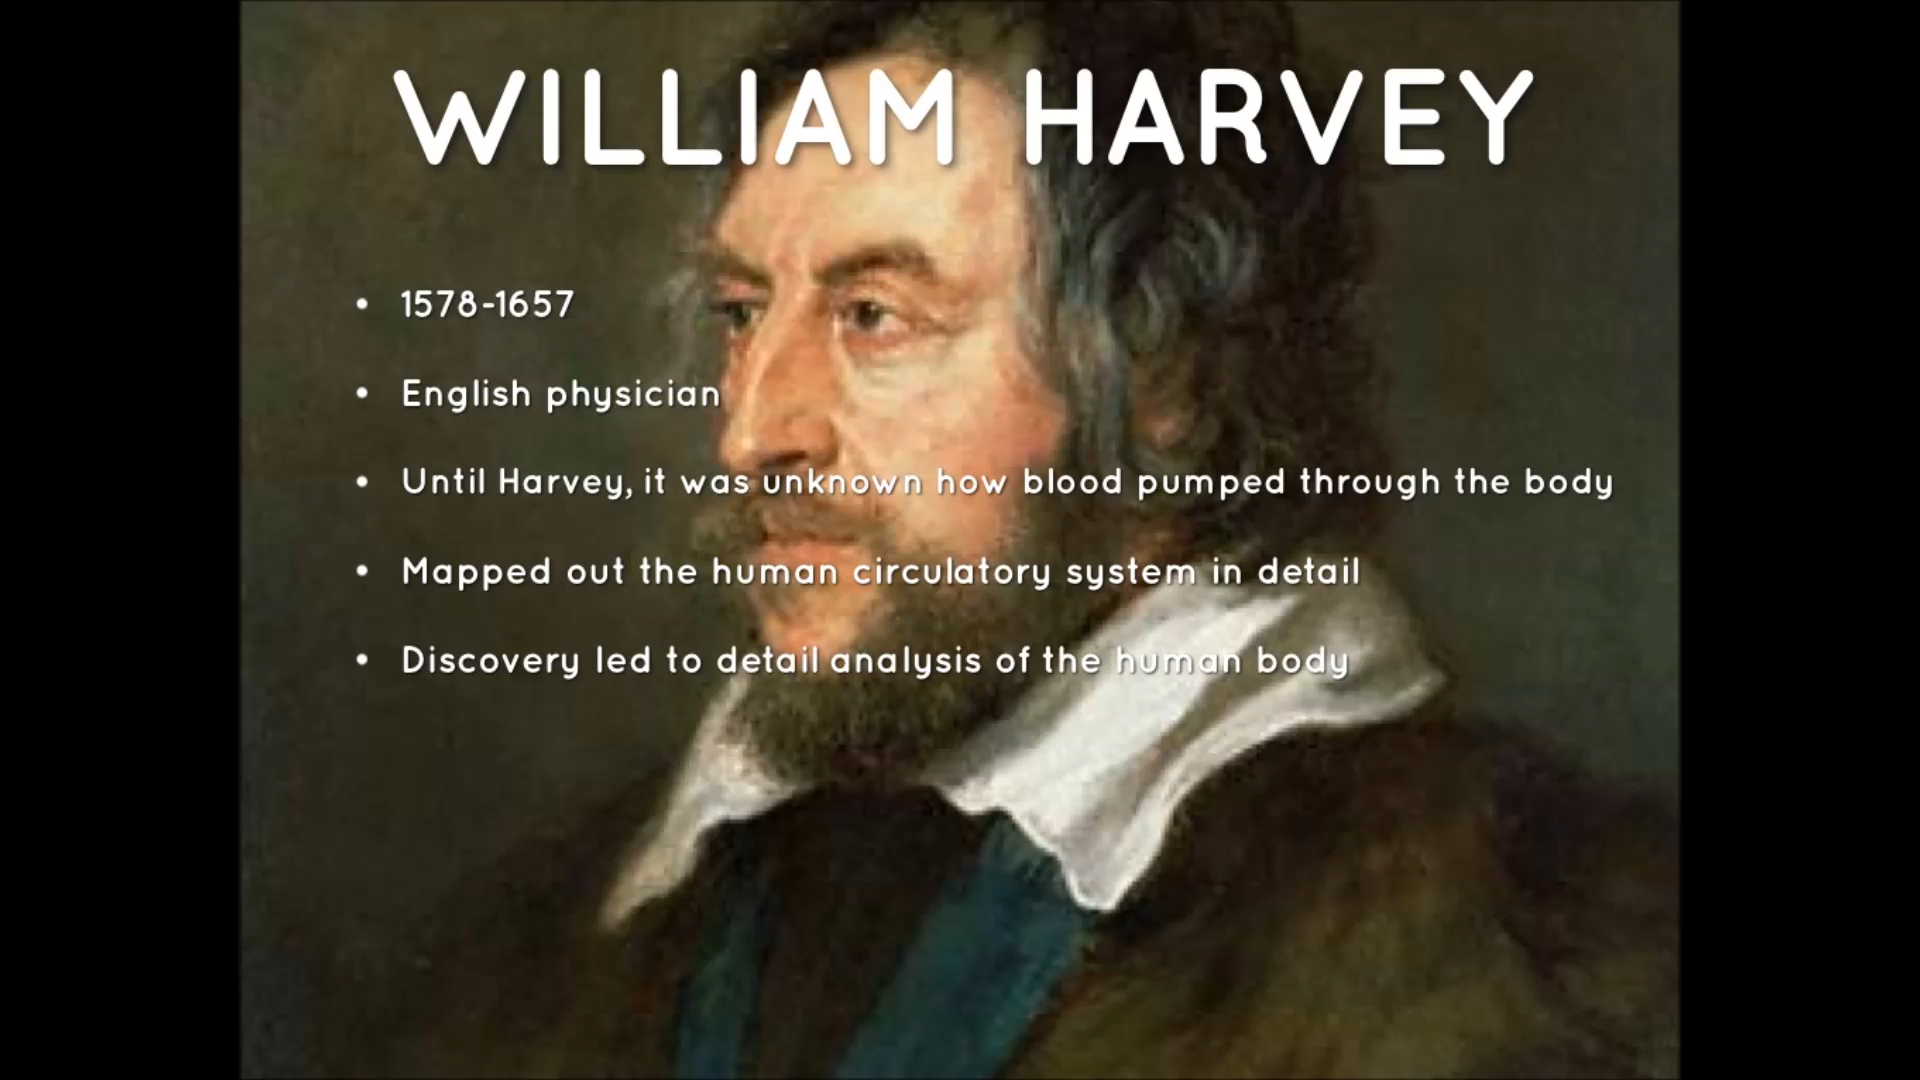 WILLIAM HARVEY
• 1578-1657
• English physician
• Until Harvey, it was unknown how blood pumped through the body
• Mapped out the human circulatory system in detail
• Discovery led to detail analysis of the human body